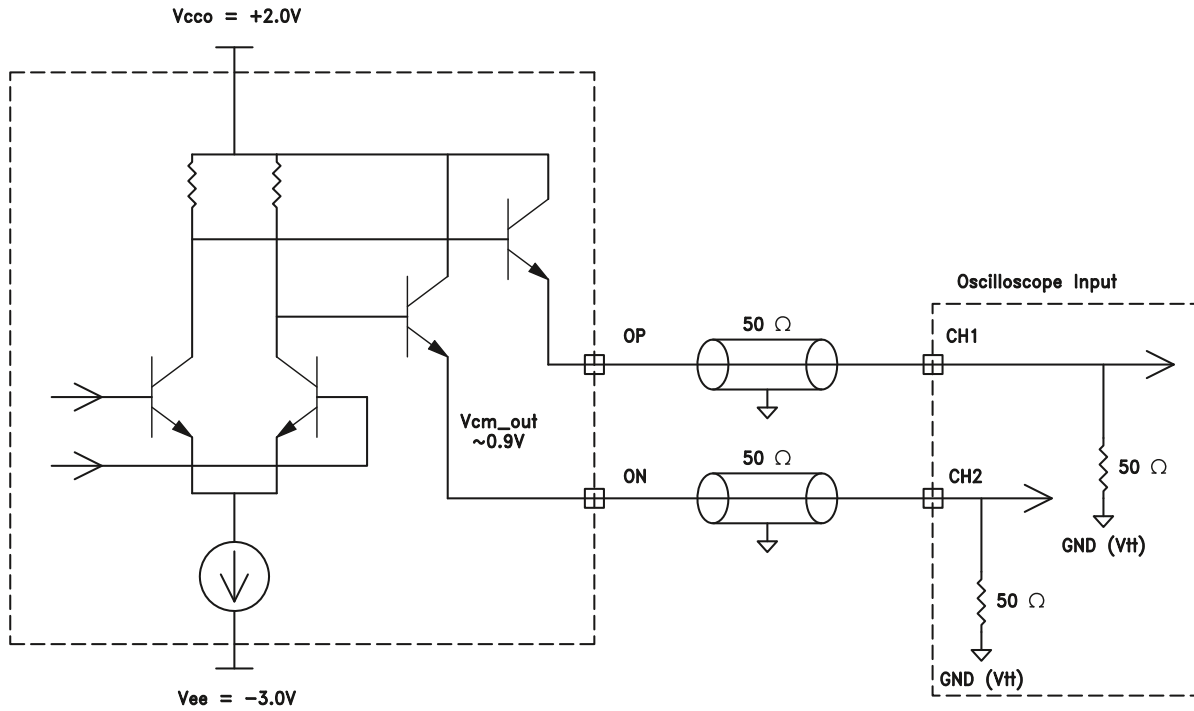 Vcco = +2.0V
Oscilloscope Input
50 Ω
OP
CH1
Vcm_out
~0.9V
50 Ω
50 Ω
ON
CH2
GND (Vtt)
50 Ω
GND (Vtt)
Vee = -3.0V